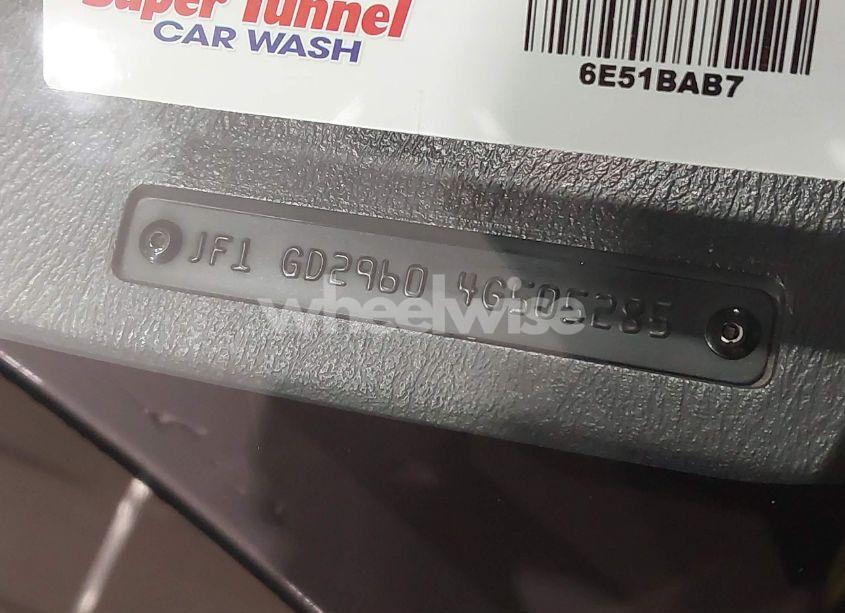 Super Tunnel
CAR WASH
6E51BAB7
JF1 GD2960 4G505285
wheelwise